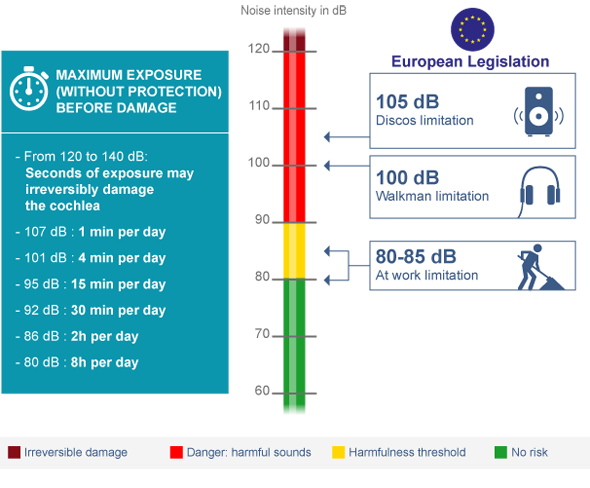 Noise intensity in dB
European Legislation
MAXIMUM EXPOSURE
(WITHOUT PROTECTION)
BEFORE DAMAGE
- From 120 to 140 dB:
Seconds of exposure may
irreversibly damage
the cochlea
- 107 dB : 1 min per day
- 101 dB : 4 min per day
- 95 dB : 15 min per day
- 92 dB : 30 min per day
- 86 dB : 2h per day
- 80 dB : 8h per day
120
110
100
90
80
70
60
105 dB
Discos limitation
100 dB
Walkman limitation
80-85 dB
At work limitation
Irreversible damage
Danger: harmful sounds
Harmfulness threshold
No risk